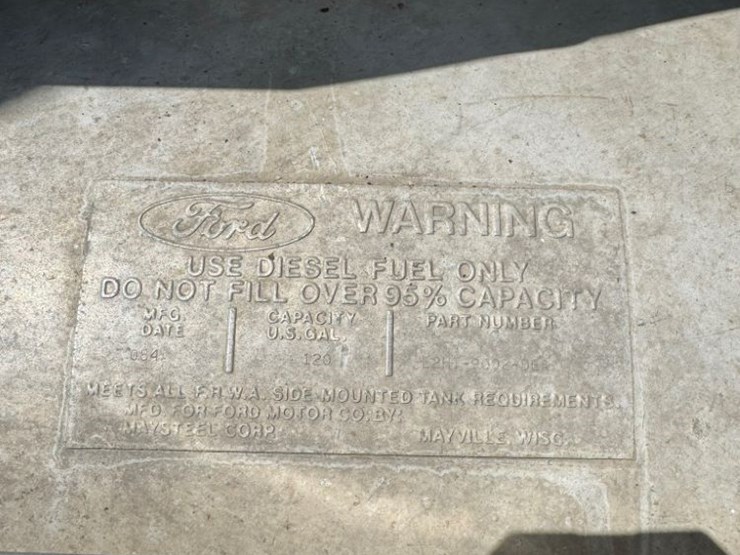 Ford WARNING
USE DIESEL FUEL ONLY
DO NOT FILL OVER 95% CAPACITY
MFG. CAPACITY PART NUMBER
DATE U.S. GAL.
120
MEETS ALL F.H.W.A. SIDE-MOUNTED TANK REQUIREMENTS.
MFD. FOR FORD MOTOR CO. BY:
MAYSTEEL CORP. MAYVILLE, WISC.